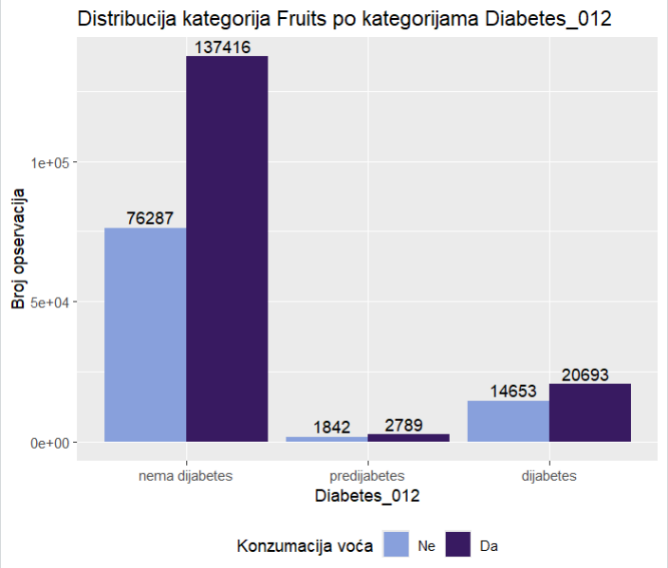 Distribucija kategorija Fruits po kategorijama Diabetes_012
137416
1e+05
76287
Broj opservacija
5e+04
20693
14653
1842 2789
0e+00
nema dijabetes predijabetes dijabetes
Diabetes_012
Konzumacija voća Ne Da